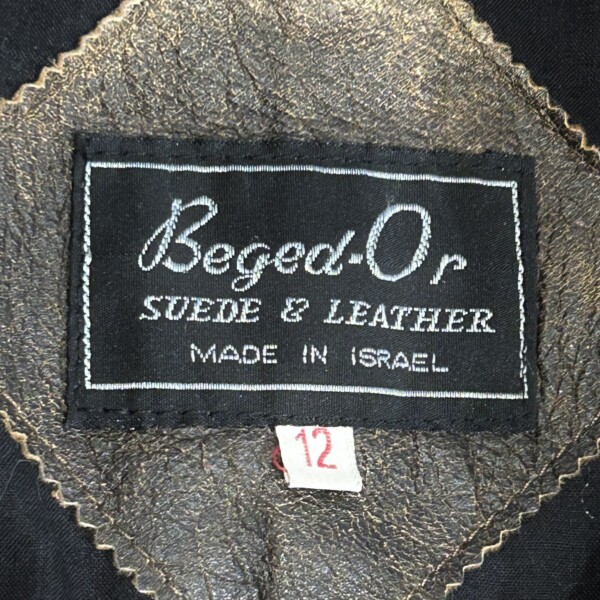 Beged-Or
SUEDE & LEATHER
MADE IN ISRAEL
12